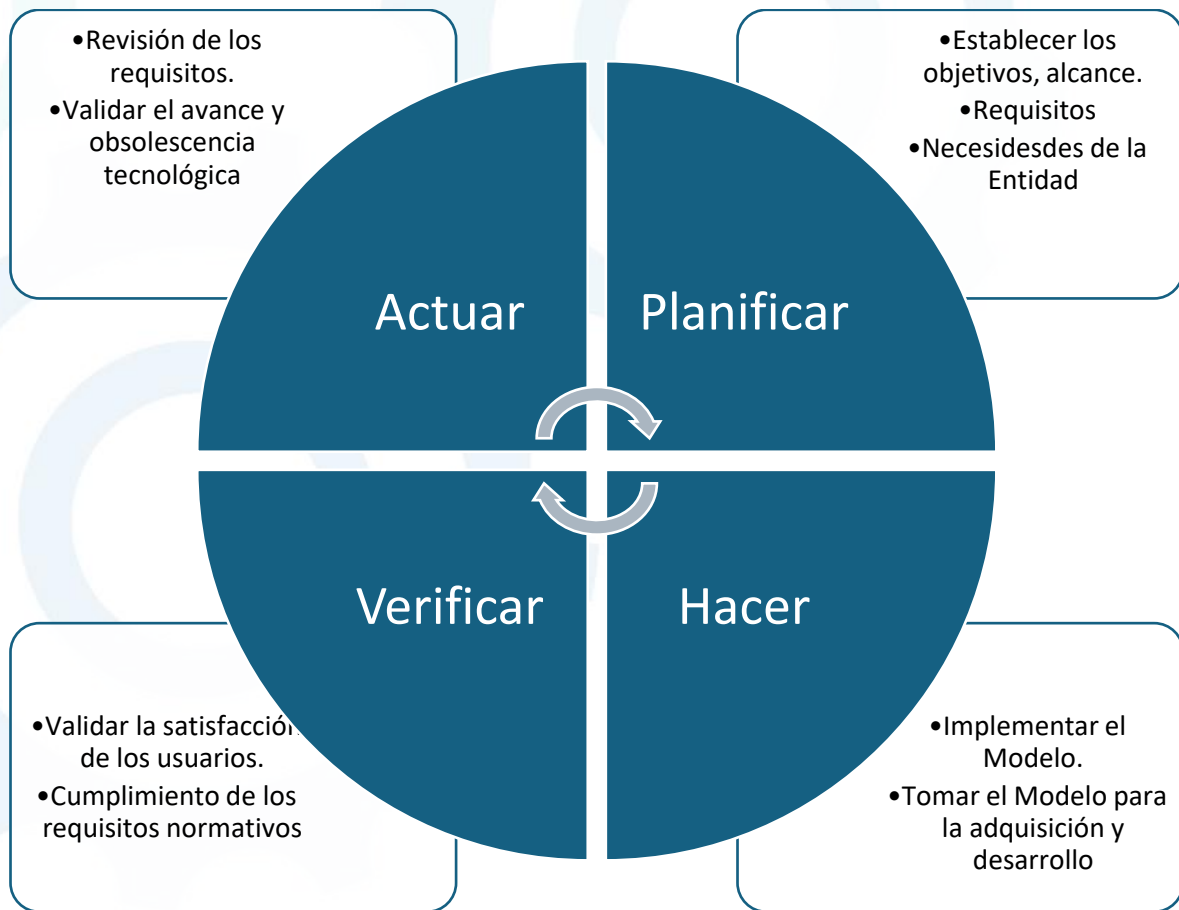 •Revisión de los
requisitos.
•Validar el avance y
obsolescencia
tecnológica
•Establecer los
objetivos, alcance.
•Requisitos
•Necesidesdes de la
Entidad
Actuar
Planificar
Verificar
Hacer
•Validar la satisfacción
de los usuarios.
•Cumplimiento de los
requisitos normativos
•Implementar el
Modelo.
•Tomar el Modelo para
la adquisición y
desarrollo